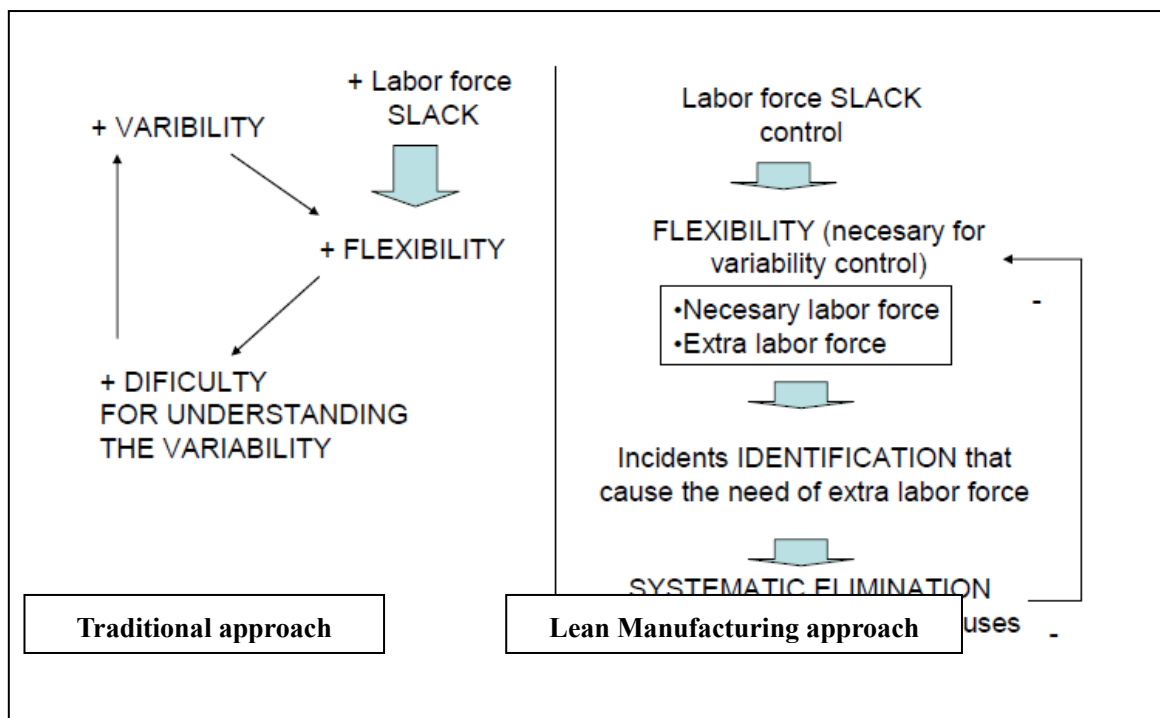 + Labor force
SLACK
+ VARIBILITY
+ FLEXIBILITY
+ DIFICULTY
FOR UNDERSTANDING
THE VARIABILITY
Traditional approach
Labor force SLACK
control
FLEXIBILITY (necesary for
variability control)
•Necesary labor force
•Extra labor force
-
Incidents IDENTIFICATION that
cause the need of extra labor force
SYSTEMATIC ELIMINATION
uses
-
Lean Manufacturing approach